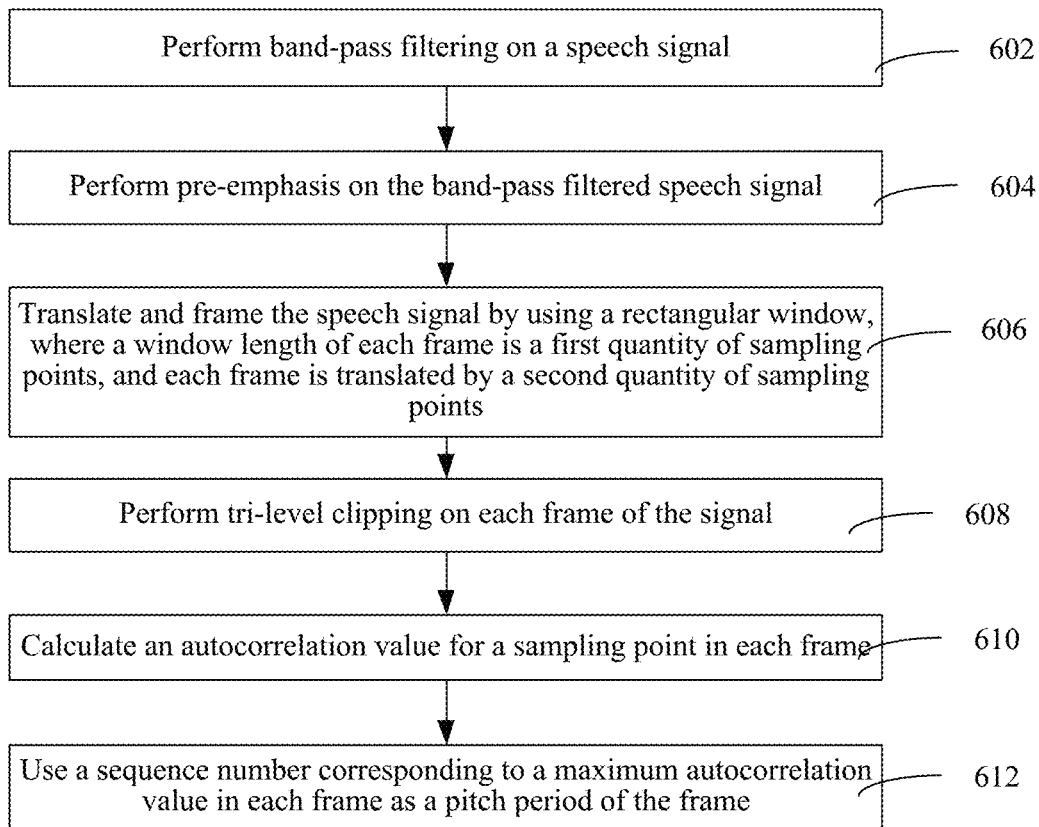 Perform band-pass filtering on a speech signal
602
Perform pre-emphasis on the band-pass filtered speech signal
604
Translate and frame the speech signal by using a rectangular window,
where a window length of each frame is a first quantity of sampling
points, and each frame is translated by a second quantity of sampling
points
606
Perform tri-level clipping on each frame of the signal
608
Calculate an autocorrelation value for a sampling point in each frame
610
Use a sequence number corresponding to a maximum autocorrelation
value in each frame as a pitch period of the frame
612